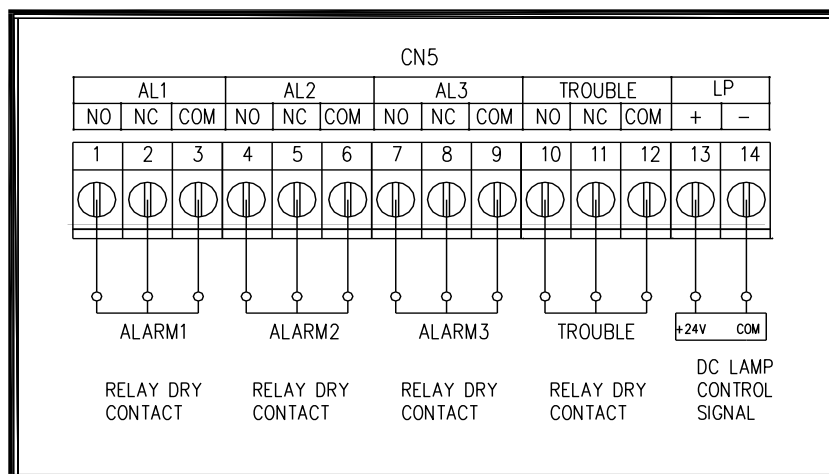 CN5
AL1 AL2 AL3 TROUBLE LP
NO NC COM NO NC COM NO NC COM NO NC COM + −
1 2 3 4 5 6 7 8 9 10 11 12 13 14
+24V COM
ALARM1 ALARM2 ALARM3 TROUBLE
RELAY DRY CONTACT
RELAY DRY CONTACT
RELAY DRY CONTACT
RELAY DRY CONTACT
DC LAMP
CONTROL
SIGNAL